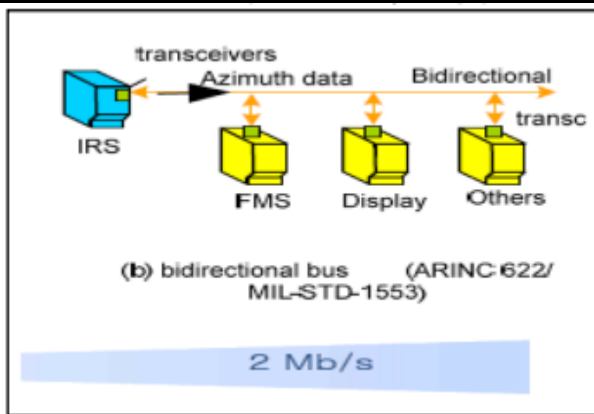 transceivers
Azimuth data Bidirectional
transc
IRS
FMS Display Others
(b) bidirectional bus (ARINC 622/
MIL-STD-1553)
2 Mb/s